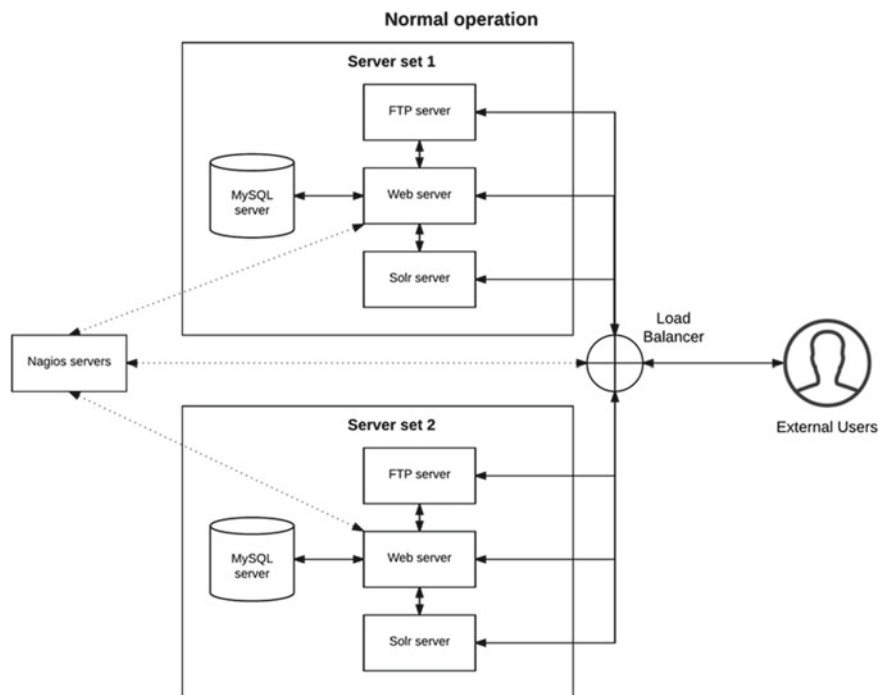 Normal operation
Server set 1
FTP server
MySQL
server
Web server
Solr server
Nagios servers
Load
Balancer
External Users
Server set 2
FTP server
MySQL
server
Web server
Solr server